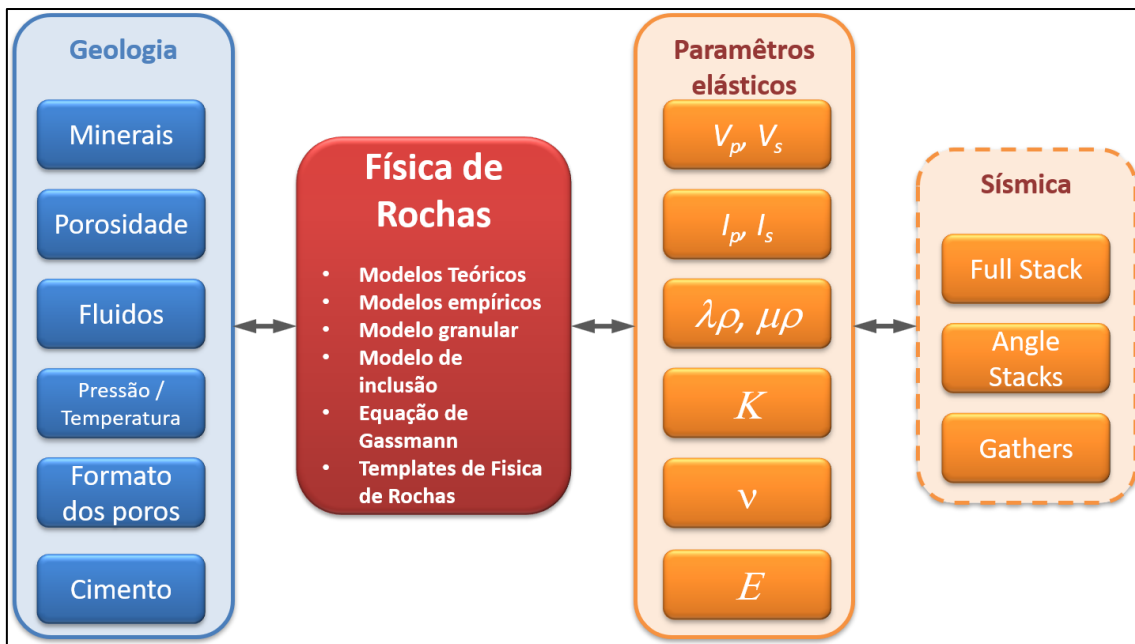 Geologia
Minerais
Porosidade
Fluidos
Pressão /
Temperatura
Formato
dos poros
Cimento
Física de
Rochas
• Modelos Teóricos
• Modelos empíricos
• Modelo granular
• Modelo de
inclusão
• Equação de
Gassmann
• Templates de Fisica
de Rochas
Paramêtros
elásticos
Vp, Vs
Ip, Is
λρ, μρ
K
ν
E
Sísmica
Full Stack
Angle
Stacks
Gathers